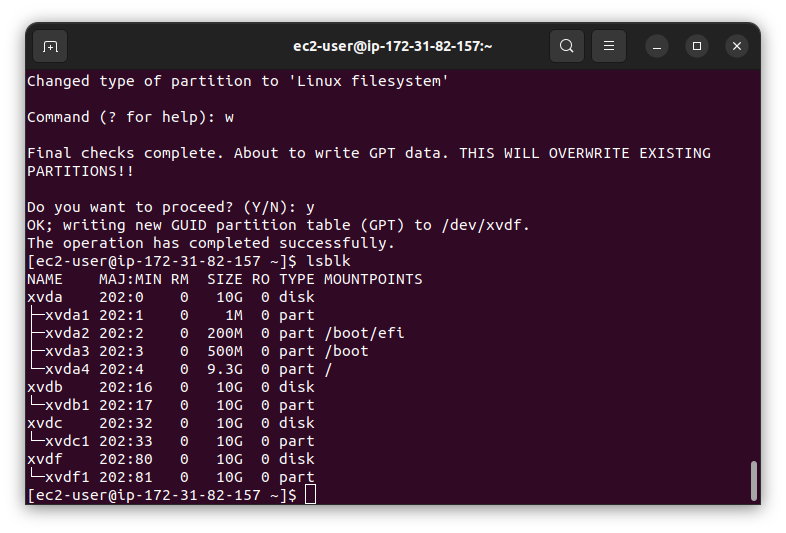 ec2-user@ip-172-31-82-157:~
Changed type of partition to 'Linux filesystem'
Command (? for help): w
Final checks complete. About to write GPT data. THIS WILL OVERWRITE EXISTING
PARTITIONS!!
Do you want to proceed? (Y/N): y
OK; writing new GUID partition table (GPT) to /dev/xvdf.
The operation has completed successfully.
[ec2-user@ip-172-31-82-157 ~]$ lsblk
NAME    MAJ:MIN RM  SIZE RO TYPE MOUNTPOINTS
xvda    202:0    0   10G  0 disk
├─xvda1 202:1    0    1M  0 part
├─xvda2 202:2    0  200M  0 part /boot/efi
├─xvda3 202:3    0  500M  0 part /boot
└─xvda4 202:4    0  9.3G  0 part /
xvdb    202:16   0   10G  0 disk
└─xvdb1 202:17   0   10G  0 part
xvdc    202:32   0   10G  0 disk
└─xvdc1 202:33   0   10G  0 part
xvdf    202:80   0   10G  0 disk
└─xvdf1 202:81   0   10G  0 part
[ec2-user@ip-172-31-82-157 ~]$